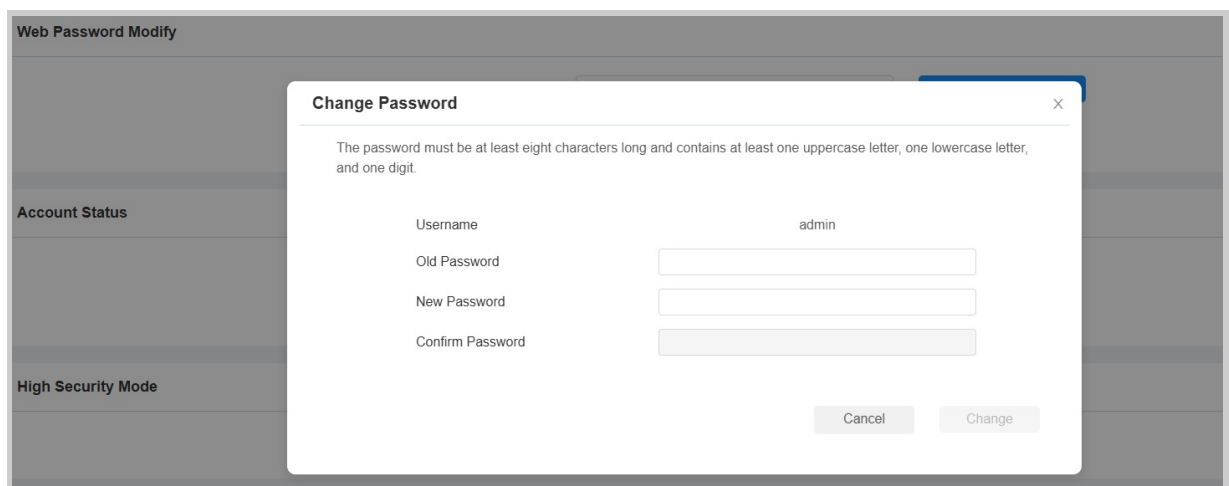 Web Password Modify
Change Password
The password must be at least eight characters long and contains at least one uppercase letter, one lowercase letter,
and one digit.
Account Status
Username admin
Old Password
New Password
Confirm Password
High Security Mode
Cancel Change